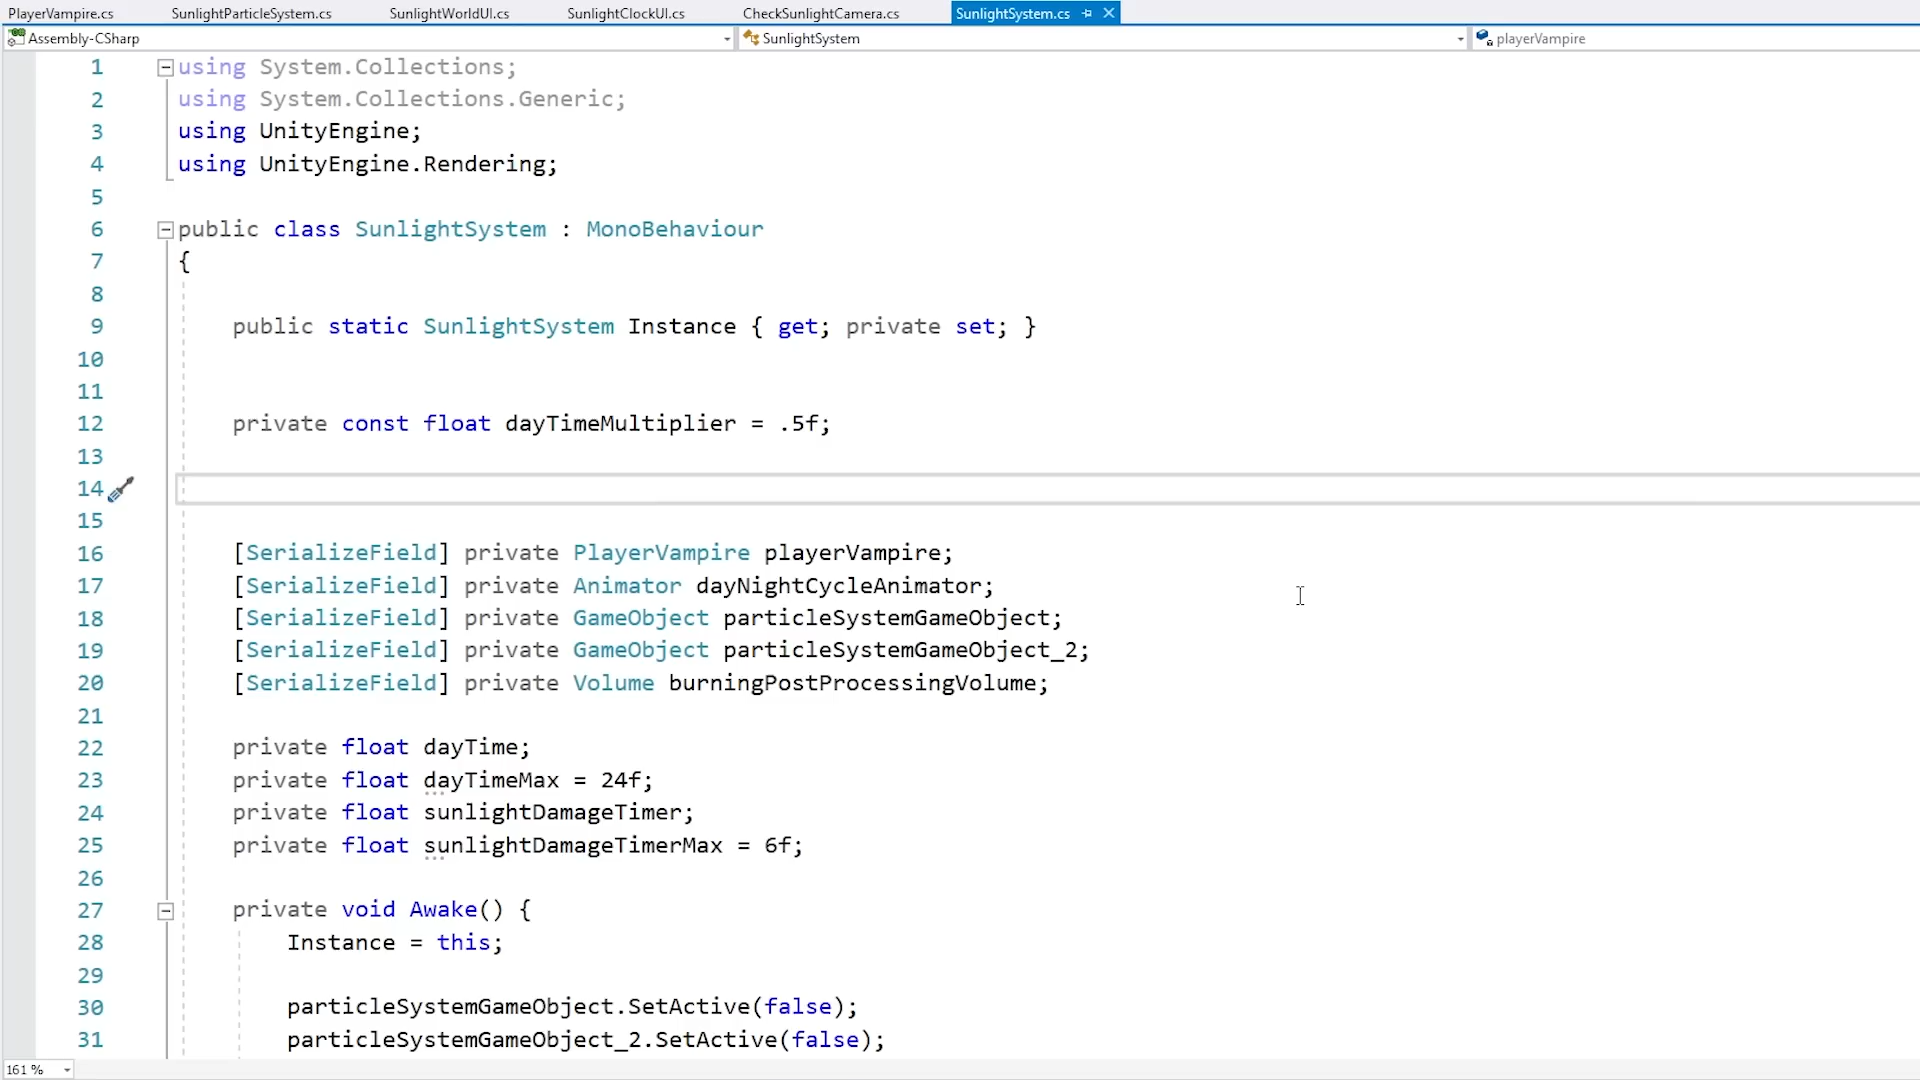 PlayerVampire.cs SunlightParticleSystem.cs SunlightWorldUI.cs SunlightClockUI.cs CheckSunlightCamera.cs SunlightSystem.cs
Assembly-CSharp SunlightSystem playerVampire
1 using System.Collections;
2 using System.Collections.Generic;
3 using UnityEngine;
4 using UnityEngine.Rendering;
5
6 public class SunlightSystem : MonoBehaviour
7 {
8
9 public static SunlightSystem Instance { get; private set; }
10
11
12 private const float dayTimeMultiplier = .5f;
13
14
15
16 [SerializeField] private PlayerVampire playerVampire;
17 [SerializeField] private Animator dayNightCycleAnimator;
18 [SerializeField] private GameObject particleSystemGameObject;
19 [SerializeField] private GameObject particleSystemGameObject_2;
20 [SerializeField] private Volume burningPostProcessingVolume;
21
22 private float dayTime;
23 private float dayTimeMax = 24f;
24 private float sunlightDamageTimer;
25 private float sunlightDamageTimerMax = 6f;
26
27 private void Awake() {
28 Instance = this;
29
30 particleSystemGameObject.SetActive(false);
31 particleSystemGameObject_2.SetActive(false);
161 %